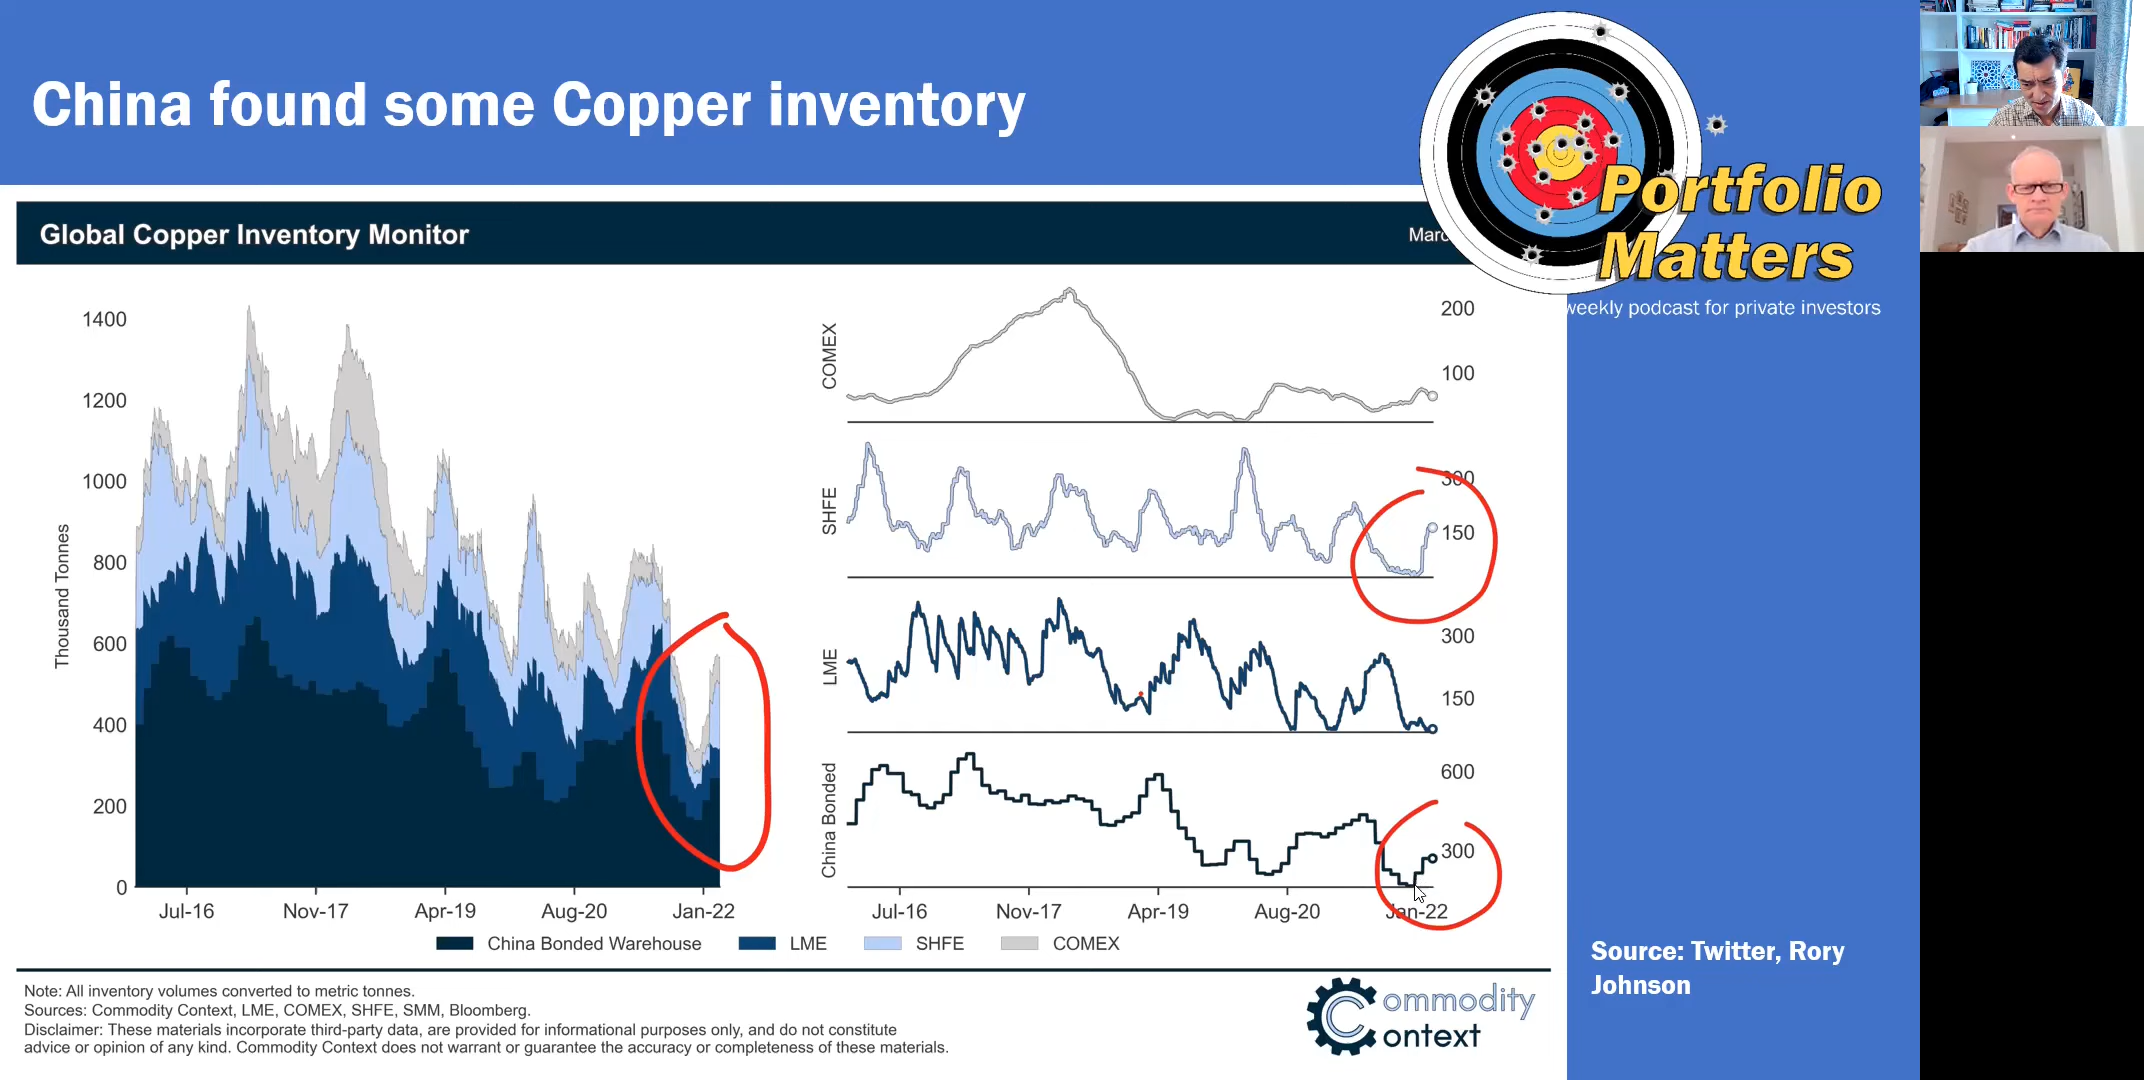 China found some Copper inventory
Portfolio
Matters
weekly podcast for private investors
Global Copper Inventory Monitor
Thousand Tonnes
1400
1200
1000
800
600
400
200
0
Jul-16 Nov-17 Apr-19 Aug-20 Jan-22
COMEX
200
100
SHFE
300
150
LME
300
150
China Bonded
600
300
Jul-16 Nov-17 Apr-19 Aug-20 Jan-22
China Bonded Warehouse LME SHFE COMEX
Note: All inventory volumes converted to metric tonnes.
Sources: Commodity Context, LME, COMEX, SHFE, SMM, Bloomberg.
Disclaimer: These materials incorporate third-party data, are provided for informational purposes only, and do not constitute
advice or opinion of any kind. Commodity Context does not warrant or guarantee the accuracy or completeness of these materials.
Commodity
Context
Source: Twitter, Rory
Johnson